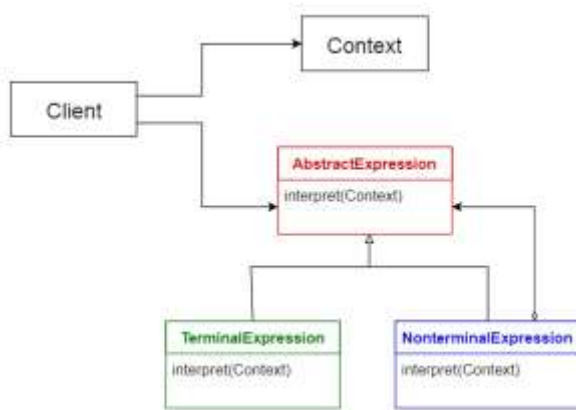 Context
Client
AbstractExpression
interpret(Context)
TerminalExpression
interpret(Context)
NonterminalExpression
interpret(Context)